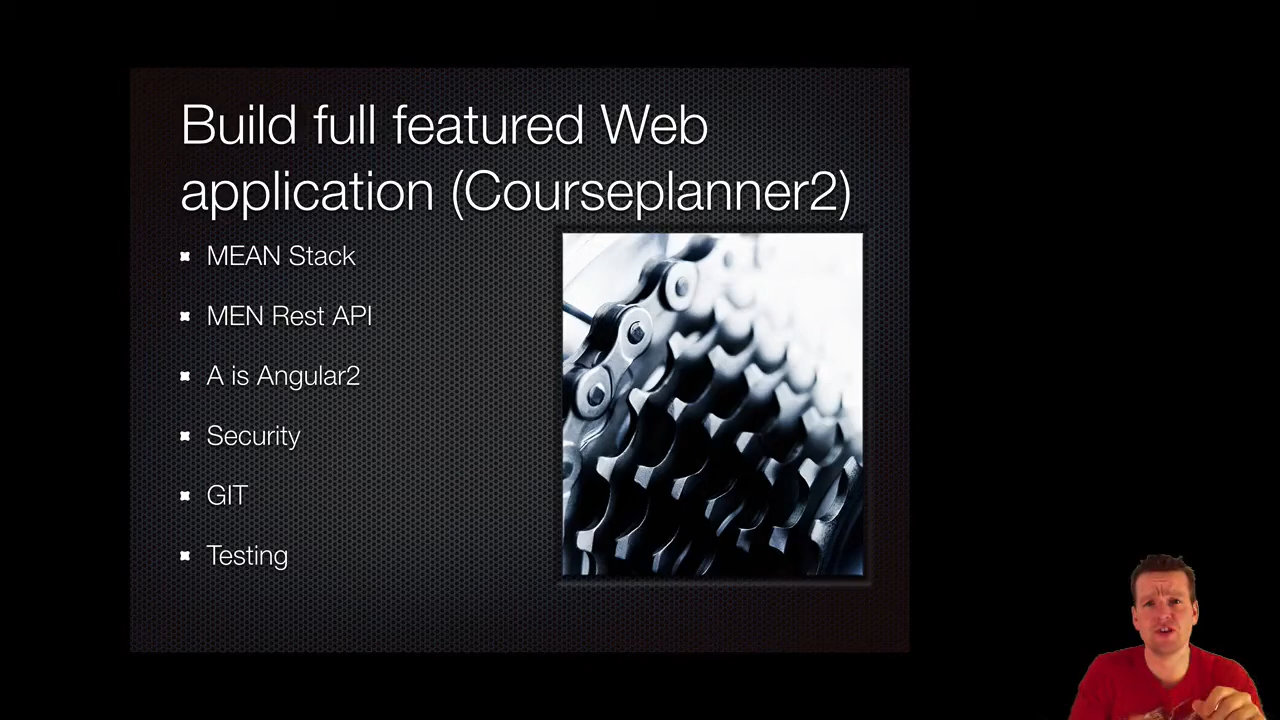 Build full featured Web
application (Courseplanner2)
MEAN Stack
MEN Rest API
A is Angular2
Security
GIT
Testing